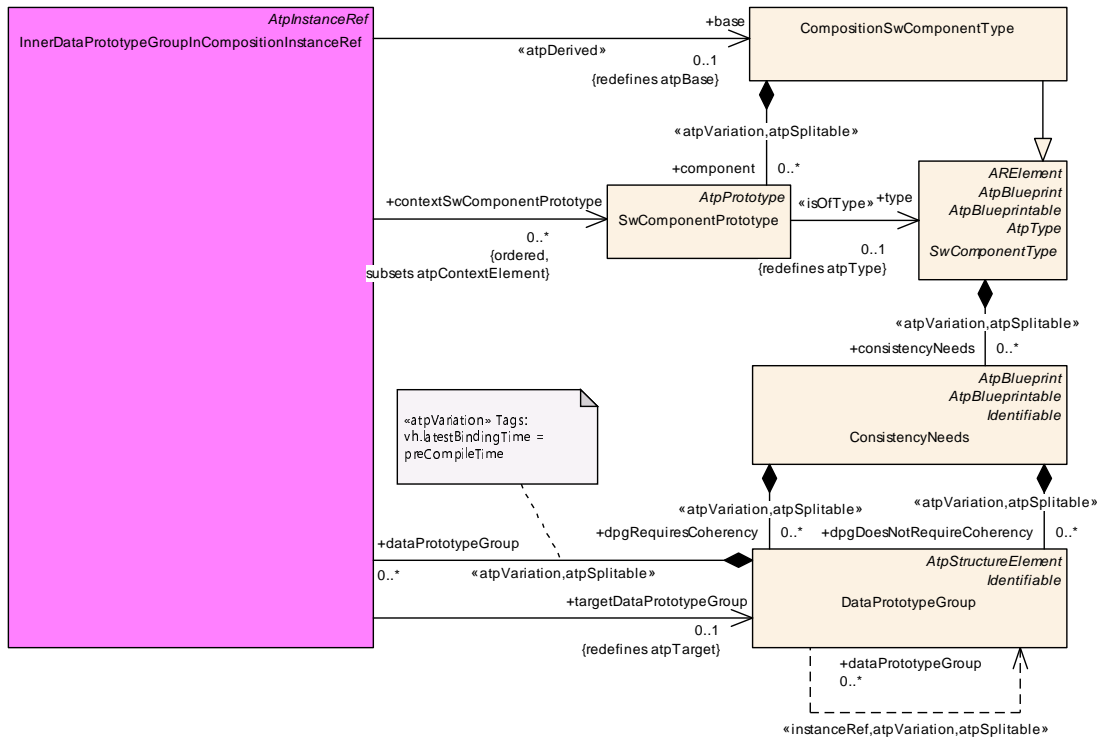 AtpInstanceRef
InnerDataPrototypeGroupInCompositionInstanceRef
+base
«atpDerived»
0..1
{redefines atpBase}
CompositionSwComponentType
«atpVariation,atpSplitable»
+component
0..*
+contextSwComponentPrototype
0..*
{ordered,
subsets atpContextElement}
AtpPrototype
SwComponentPrototype
«isOfType»
+type
0..1
{redefines atpType}
ARElement
AtpBlueprint
AtpBlueprintable
AtpType
SwComponentType
«atpVariation,atpSplitable»
+consistencyNeeds
0..*
AtpBlueprint
AtpBlueprintable
Identifiable
ConsistencyNeeds
«atpVariation» Tags:
vh.latestBindingTime =
preCompileTime
«atpVariation,atpSplitable»
+dpgRequiresCoherency
0..*
«atpVariation,atpSplitable»
+dpgDoesNotRequireCoherency
0..*
+dataPrototypeGroup
0..*
«atpVariation,atpSplitable»
AtpStructureElement
Identifiable
DataPrototypeGroup
+targetDataPrototypeGroup
0..1
{redefines atpTarget}
+dataPrototypeGroup
0..*
«instanceRef,atpVariation,atpSplitable»